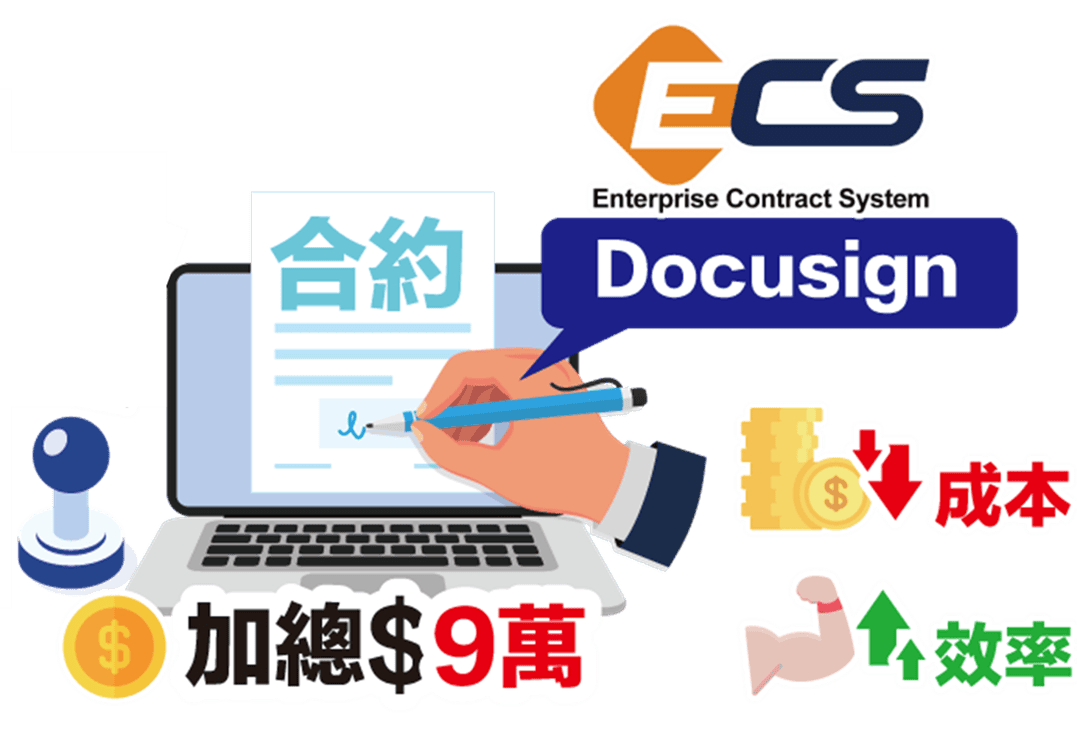 ECS
Enterprise Contract System
Docusign
合約
成本
加總$9萬
效率